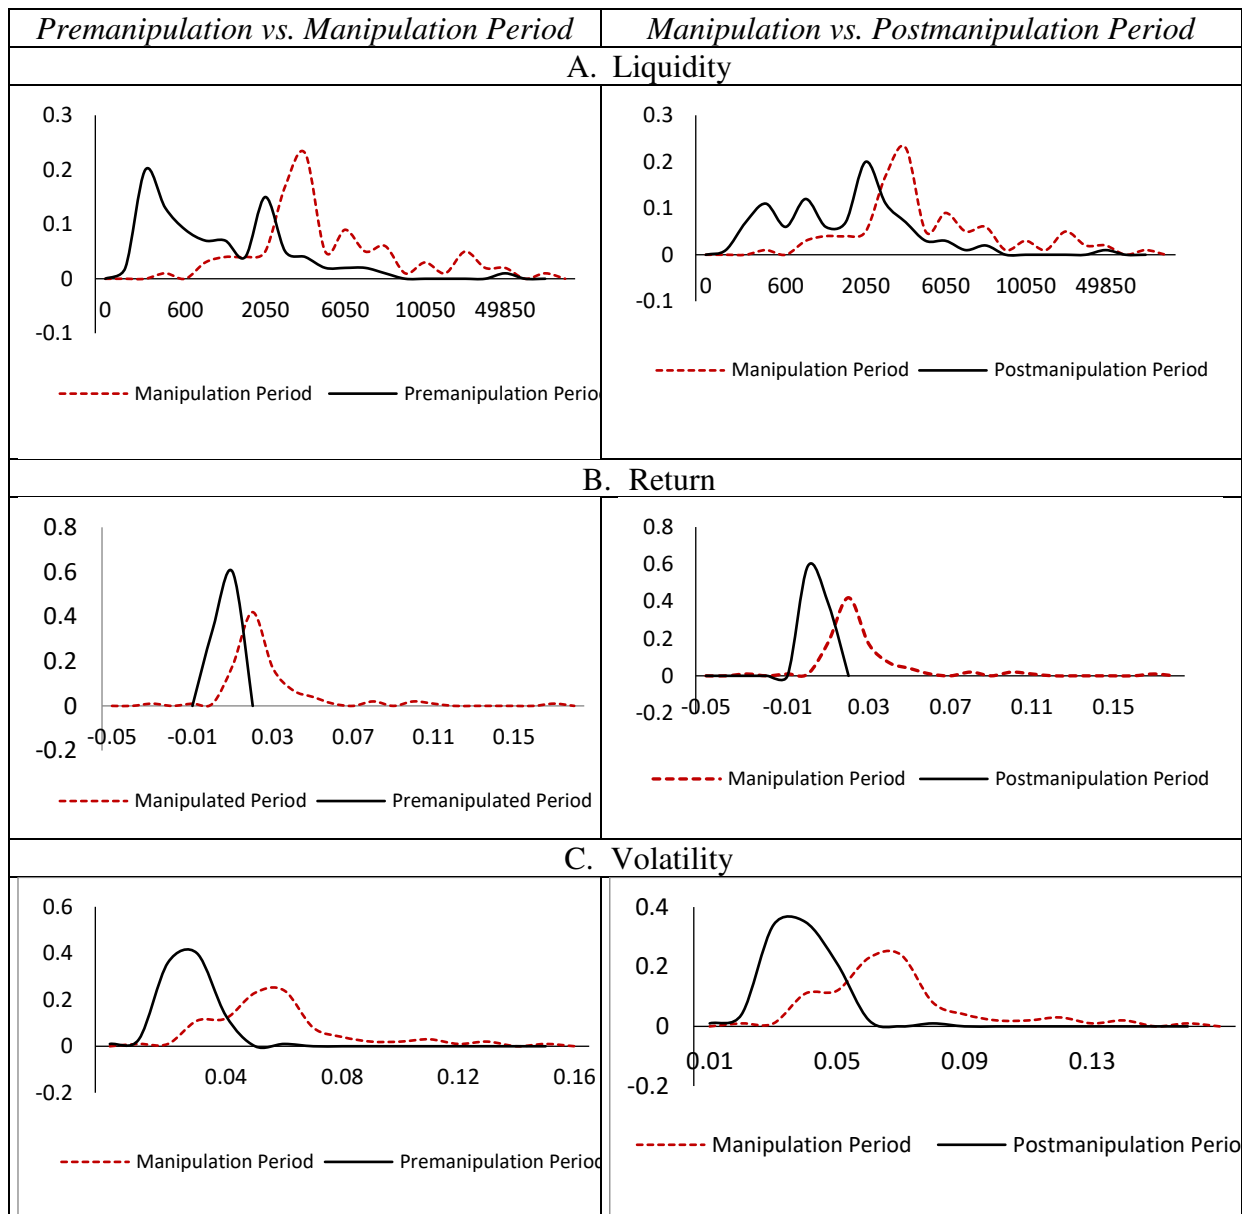 Premanipulation vs. Manipulation Period
Manipulation vs. Postmanipulation Period
A. Liquidity
0.3
0.2
0.1
0
-0.1
0 600 2050 6050 10050 49850
Manipulation Period Premanipulation Perio
0.3
0.2
0.1
0
-0.1
0 600 2050 6050 10050 49850
Manipulation Period Postmanipulation Period
B. Return
0.8
0.6
0.4
0.2
0
-0.2
-0.05 -0.01 0.03 0.07 0.11 0.15
Manipulated Period Premanipulated Period
0.8
0.6
0.4
0.2
0
-0.2
-0.05 -0.01 0.03 0.07 0.11 0.15
Manipulation Period Postmanipulation Period
C. Volatility
0.6
0.4
0.2
0
-0.2
0.04 0.08 0.12 0.16
Manipulation Period Premanipulation Period
0.4
0.2
0
-0.2
0.01 0.05 0.09 0.13
Manipulation Period Postmanipulation Perio